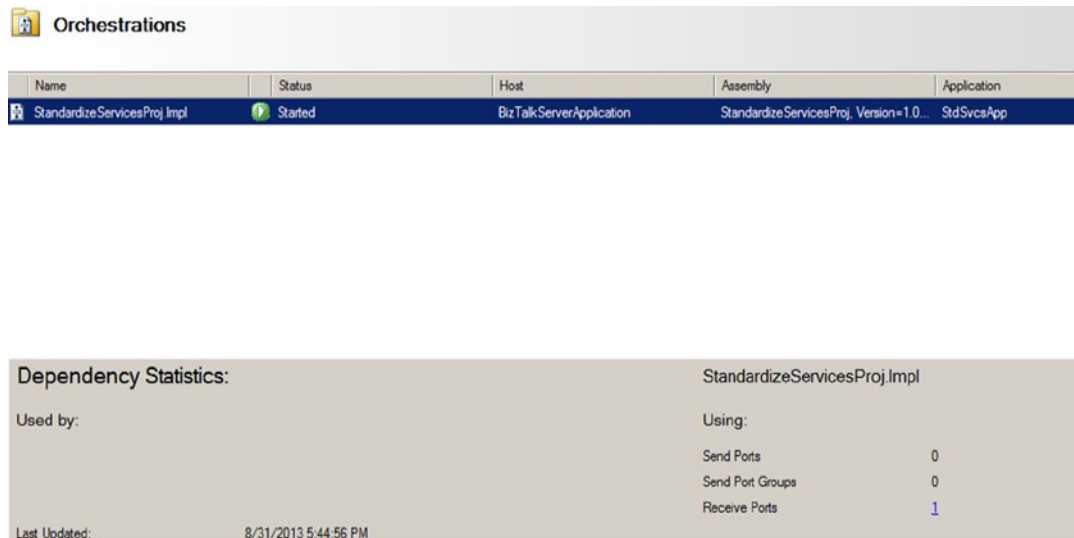 Orchestrations
Name Status Host Assembly Application
StandardizeServicesProj.Impl Started BizTalkServerApplication StandardizeServicesProj, Version=1.0... StdSvcsApp
Dependency Statistics: StandardizeServicesProj.Impl
Used by: Using:
Send Ports 0
Send Port Groups 0
Receive Ports 1
Last Updated: 8/31/2013 5:44:56 PM